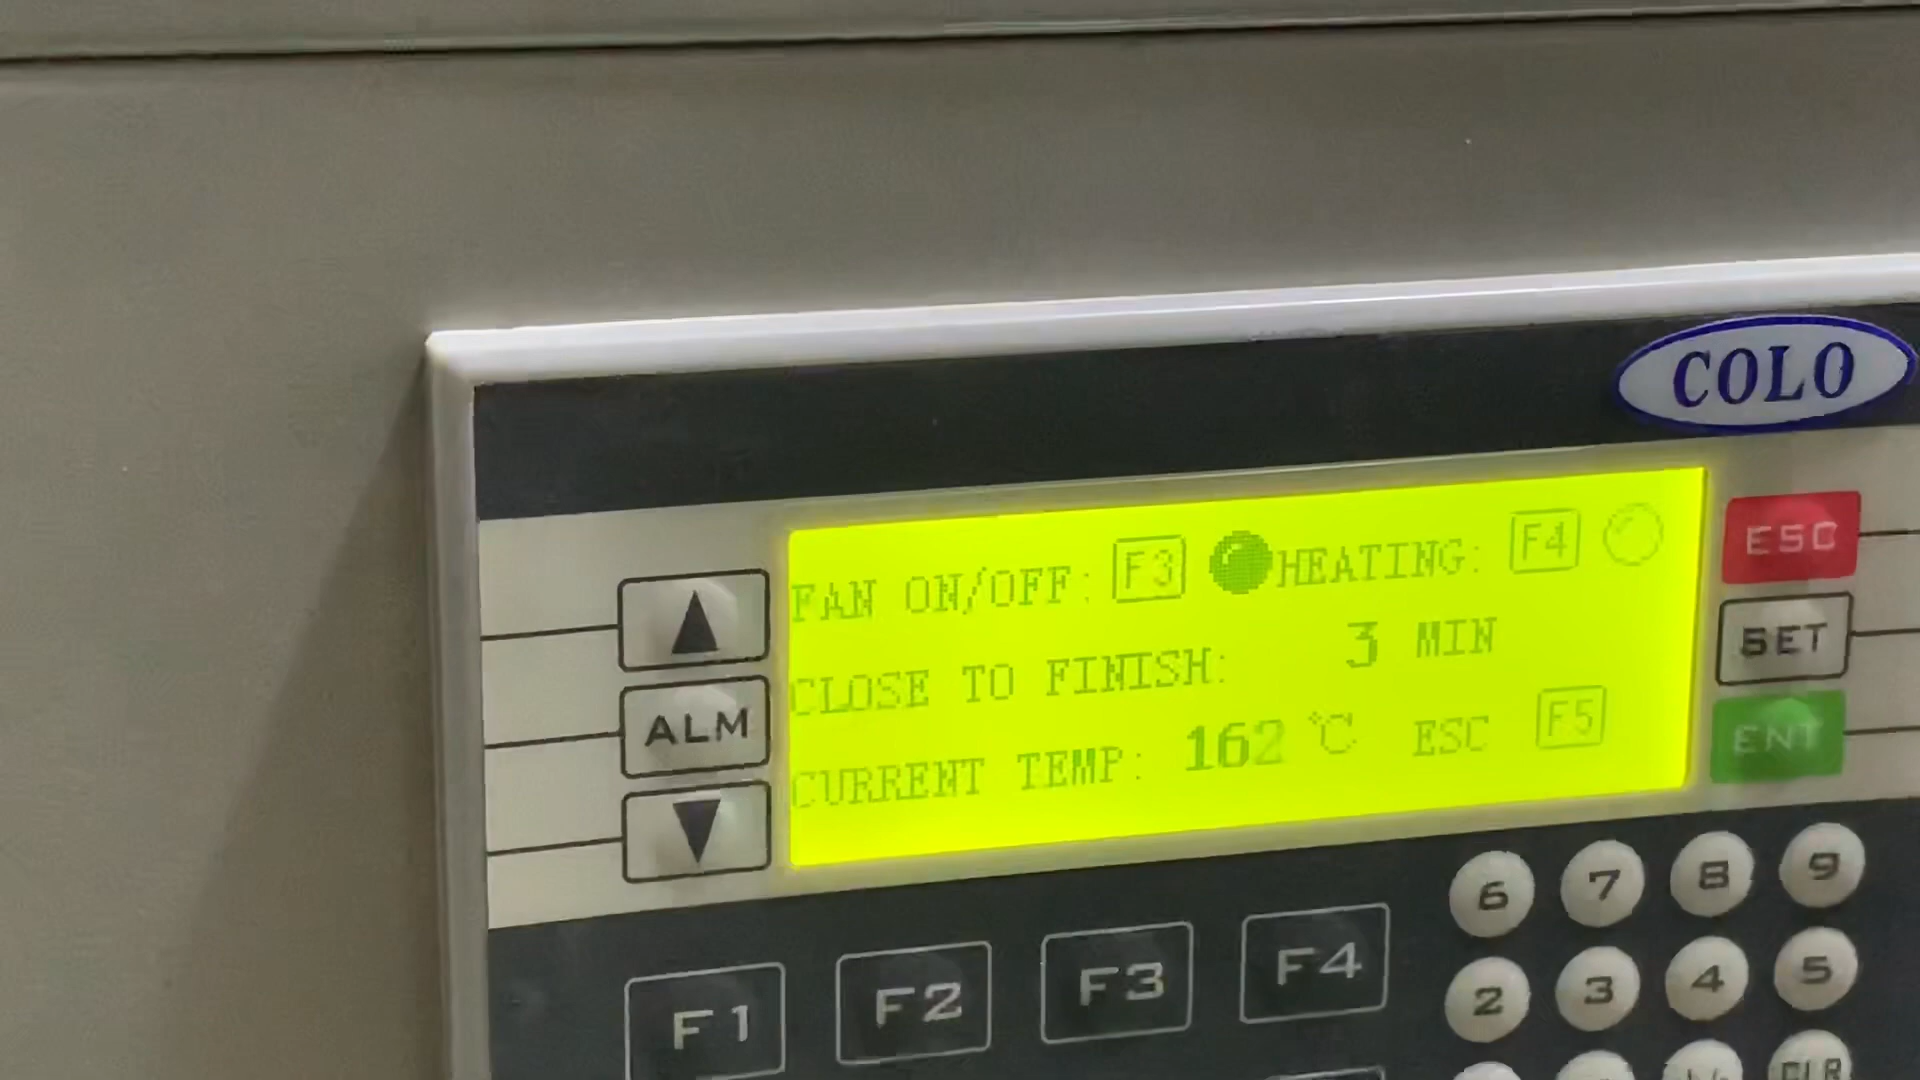 COLO
FAN ON/OFF: F3 HEATING: F4
CLOSE TO FINISH: 3 MIN
CURRENT TEMP: 162 ℃ ESC F5
ESC
SET
ENT
ALM
F1 F2 F3 F4
6 7 8 9
2 3 4 5
CLR